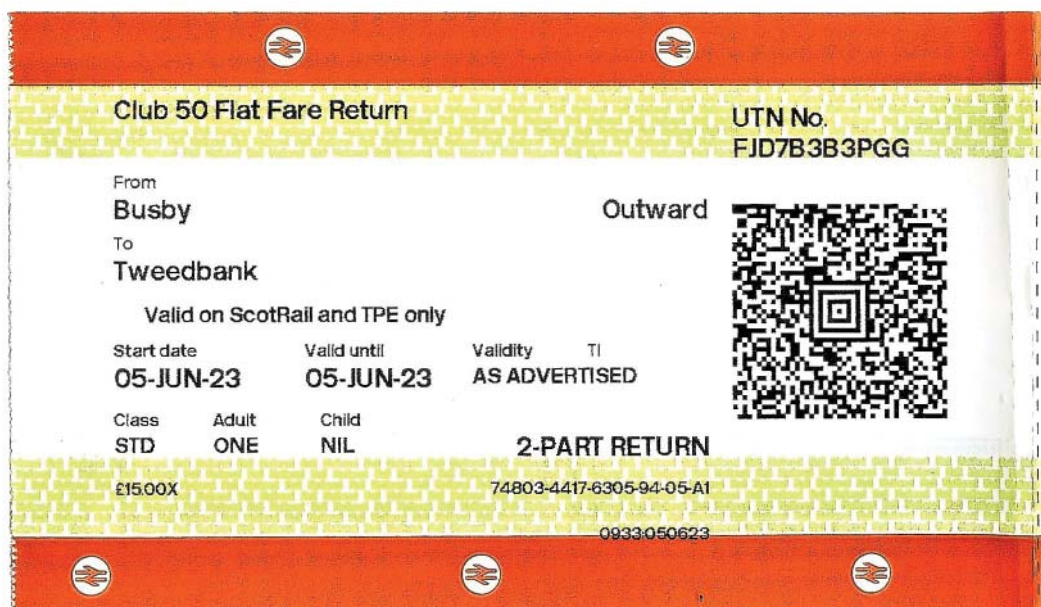 Club 50 Flat Fare Return
UTN No.
FJD7B3B3PGG
From
Busby
Outward
To
Tweedbank
Valid on ScotRail and TPE only
Start date Valid until Validity TI
05-JUN-23 05-JUN-23 AS ADVERTISED
Class Adult Child
STD ONE NIL 2-PART RETURN
£15.00X 74803-4417-6305-94-05-A1
0933:050623